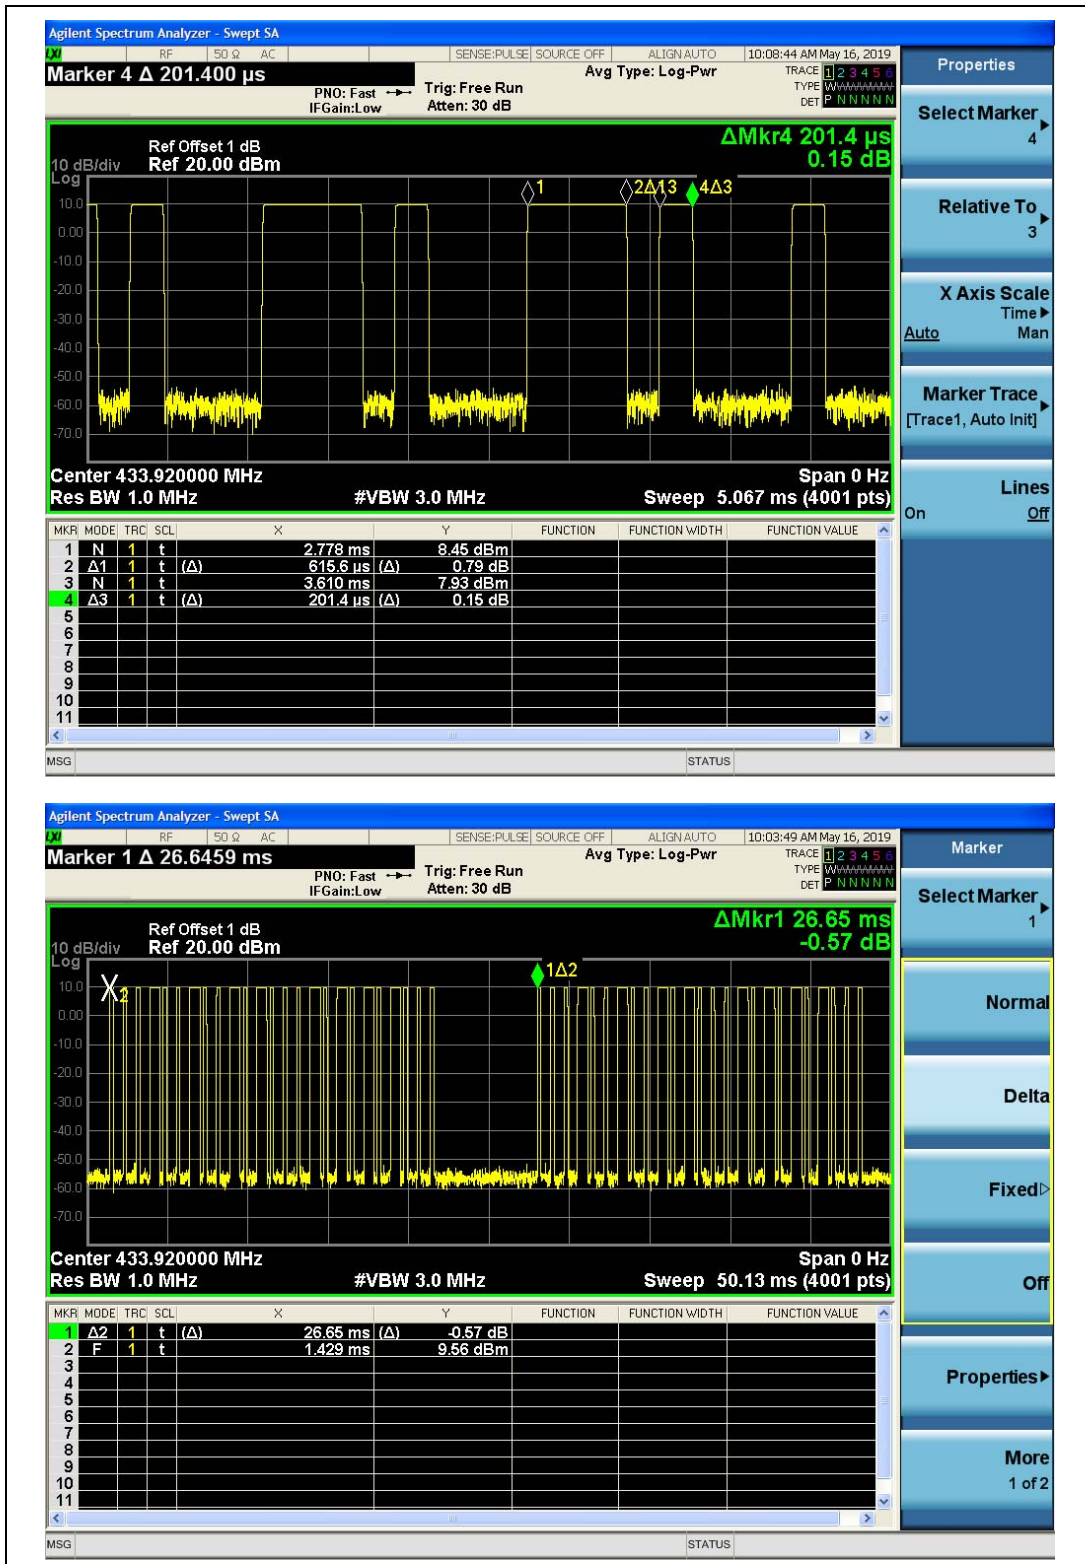 Agilent Spectrum Analyzer - Swept SA
LXI RF 50 Ω AC SENSE:PULSE SOURCE OFF ALIGN AUTO 10:08:44 AM May 16, 2019
Marker 4 Δ 201.400 µs
PNO: Fast
IFGain:Low
Trig: Free Run
Atten: 30 dB
Avg Type: Log-Pwr
TRACE 1 2 3 4 5 6
TYPE
DET P N N N N N
ΔMkr4 201.4 µs
0.15 dB
Ref Offset 1 dB
10 dB/div Ref 20.00 dBm
Log
1 2Δ1 3 4Δ3
10.0
0.00
-10.0
-20.0
-30.0
-40.0
-50.0
-60.0
-70.0
Center 433.920000 MHz Span 0 Hz
Res BW 1.0 MHz #VBW 3.0 MHz Sweep 5.067 ms (4001 pts)
MKR MODE TRC SCL X Y FUNCTION FUNCTION WIDTH FUNCTION VALUE
1 N 1 t 2.778 ms 8.45 dBm
2 Δ1 1 t (Δ) 615.6 µs (Δ) 0.79 dB
3 N 1 t 3.610 ms 7.93 dBm
4 Δ3 1 t (Δ) 201.4 µs (Δ) 0.15 dB
5
6
7
8
9
10
11
MSG STATUS
Properties
Select Marker
4
Relative To
3
X Axis Scale
Time
Auto Man
Marker Trace
[Trace1, Auto Init]
Lines
On Off
Agilent Spectrum Analyzer - Swept SA
LXI RF 50 Ω AC SENSE:PULSE SOURCE OFF ALIGN AUTO 10:03:49 AM May 16, 2019
Marker 1 Δ 26.6459 ms
PNO: Fast
IFGain:Low
Trig: Free Run
Atten: 30 dB
Avg Type: Log-Pwr
TRACE 1 2 3 4 5 6
TYPE
DET P N N N N N
ΔMkr1 26.65 ms
-0.57 dB
Ref Offset 1 dB
10 dB/div Ref 20.00 dBm
Log
2 1Δ2
10.0
0.00
-10.0
-20.0
-30.0
-40.0
-50.0
-60.0
-70.0
Center 433.920000 MHz Span 0 Hz
Res BW 1.0 MHz #VBW 3.0 MHz Sweep 50.13 ms (4001 pts)
MKR MODE TRC SCL X Y FUNCTION FUNCTION WIDTH FUNCTION VALUE
1 Δ2 1 t (Δ) 26.65 ms (Δ) -0.57 dB
2 F 1 t 1.429 ms 9.56 dBm
3
4
5
6
7
8
9
10
11
MSG STATUS
Marker
Select Marker
1
Normal
Delta
Fixed
Off
Properties
More
1 of 2